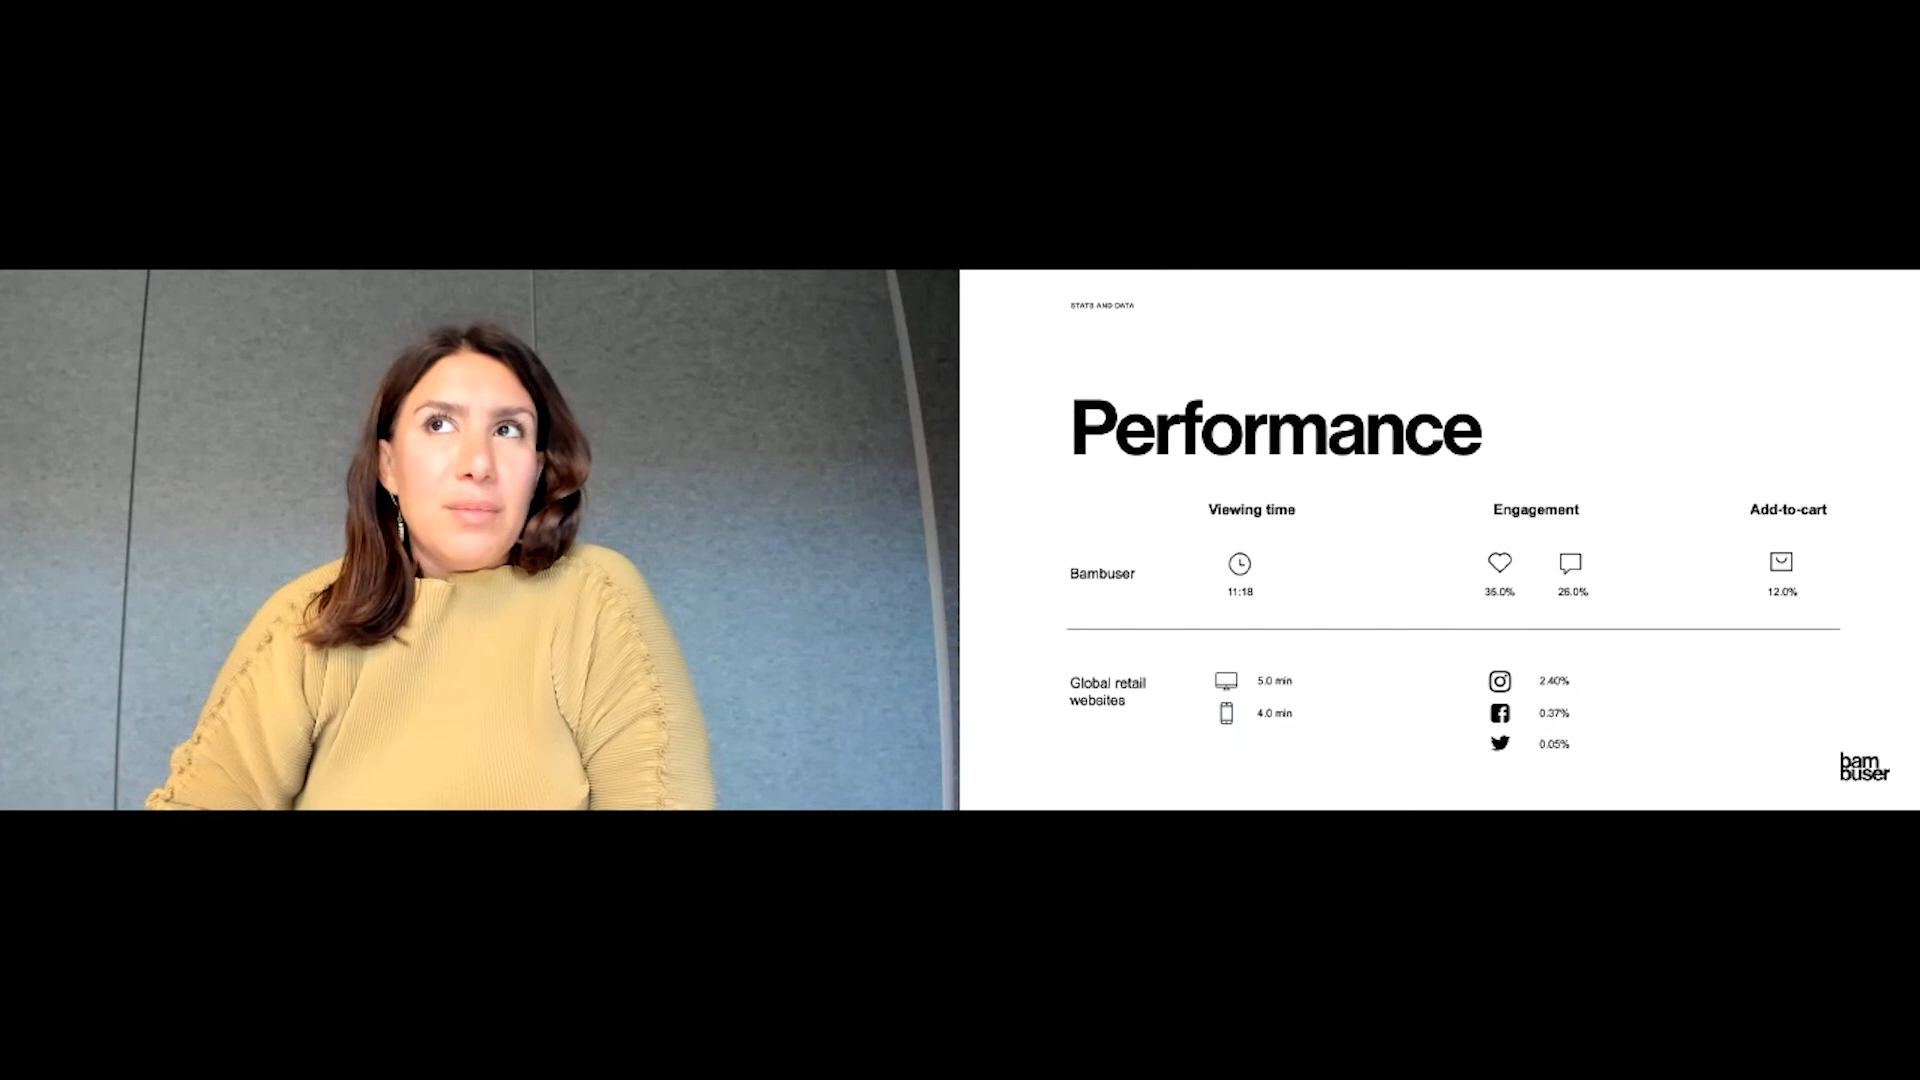 STATS AND DATA
Performance
Viewing time Engagement Add-to-cart
Bambuser
11:18 35.0% 26.0% 12.0%
Global retail
websites
5.0 min 2.40%
4.0 min 0.37%
0.05%
bam
buser